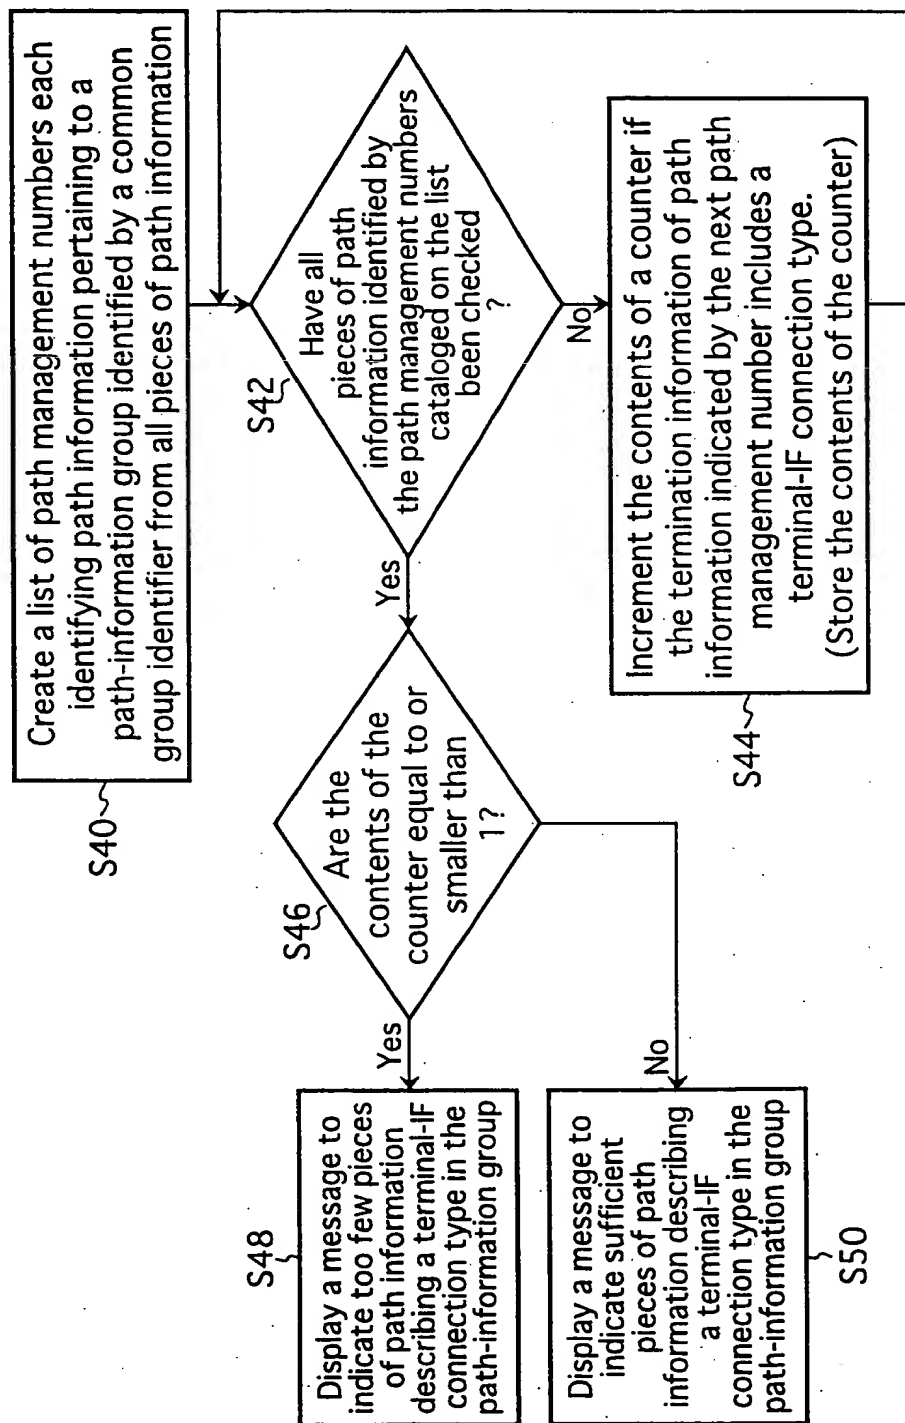 S40
Create a list of path management numbers each
identifying path information pertaining to a
path-information group identified by a common
group identifier from all pieces of path information
S42
Have all
pieces of path
information identified by
the path management numbers
cataloged on the list
been checked
?
No
Yes
S44
Increment the contents of a counter if
the termination information of path
information indicated by the next path
management number includes a
terminal-IF connection type.
(Store the contents of the counter)
S46
Are the
contents of the
counter equal to or
smaller than
1?
Yes
No
S48
Display a message to
indicate too few pieces
of path information
describing a terminal-IF
connection type in the
path-information group
S50
Display a message to
indicate sufficient
pieces of path
information describing
a terminal-IF
connection type in the
path-information group